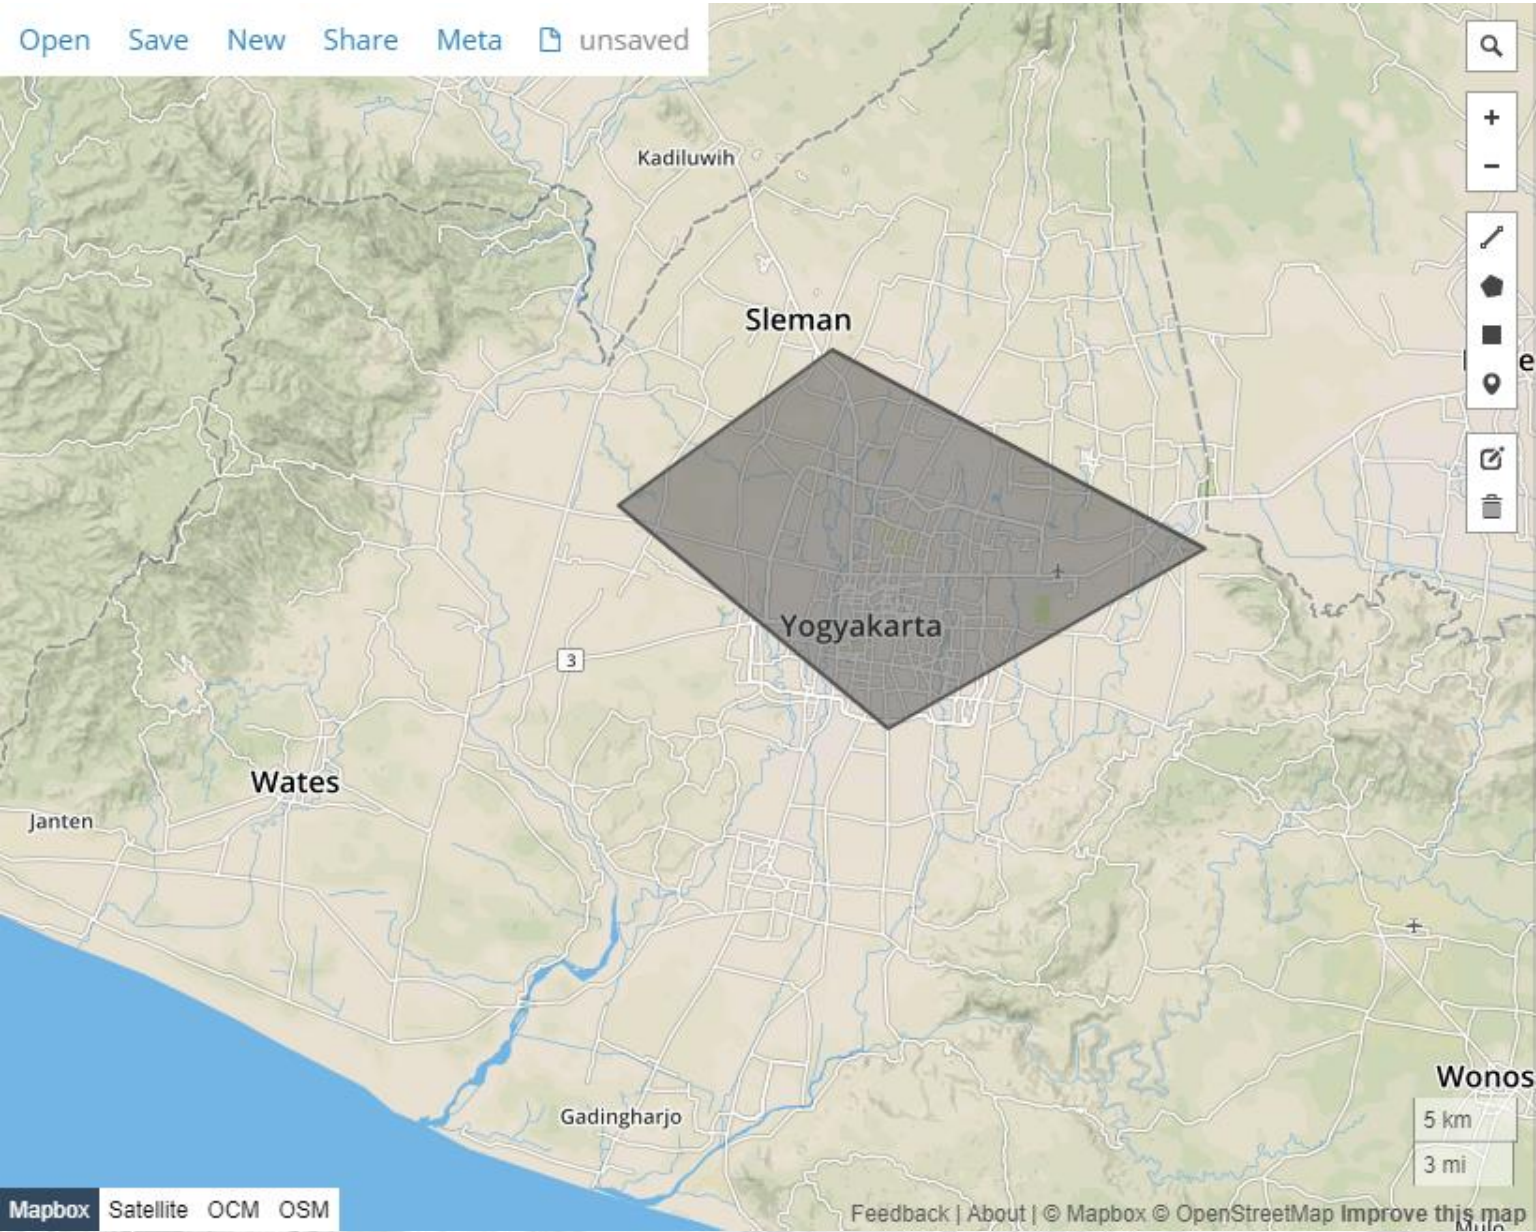 Open Save New Share Meta unsaved
Kadiluwih
+
−
Sleman
e
Yogyakarta
3
Wates
Janten
Wonos
Gadingharjo
5 km
3 mi
Mapbox Satellite OCM OSM
Feedback | About | © Mapbox © OpenStreetMap Improve this map
Mulo